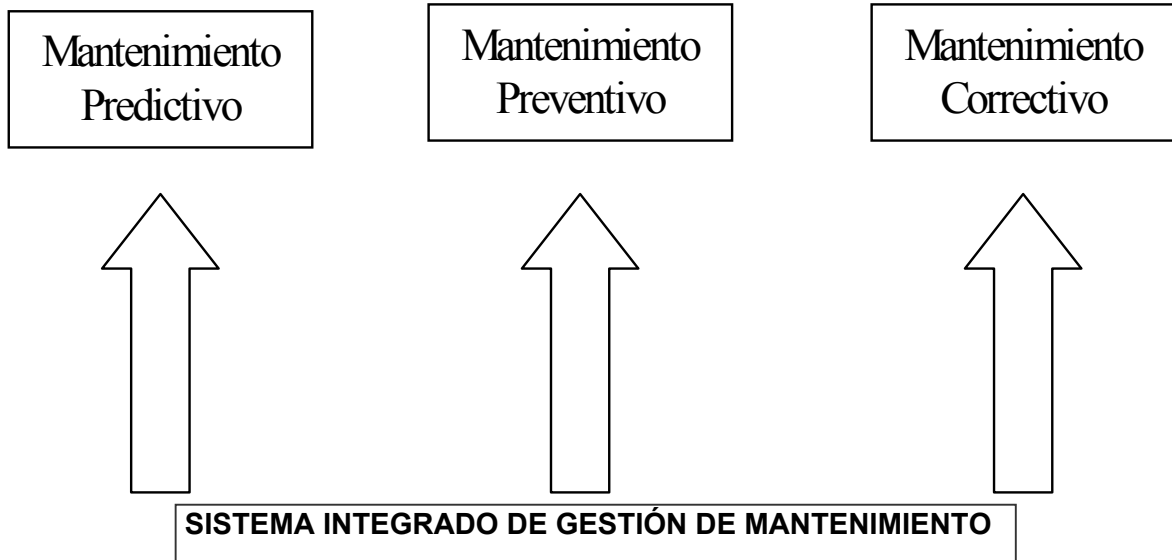 Mantenimiento
Predictivo
Mantenimiento
Preventivo
Mantenimiento
Correctivo
SISTEMA INTEGRADO DE GESTIÓN DE MANTENIMIENTO